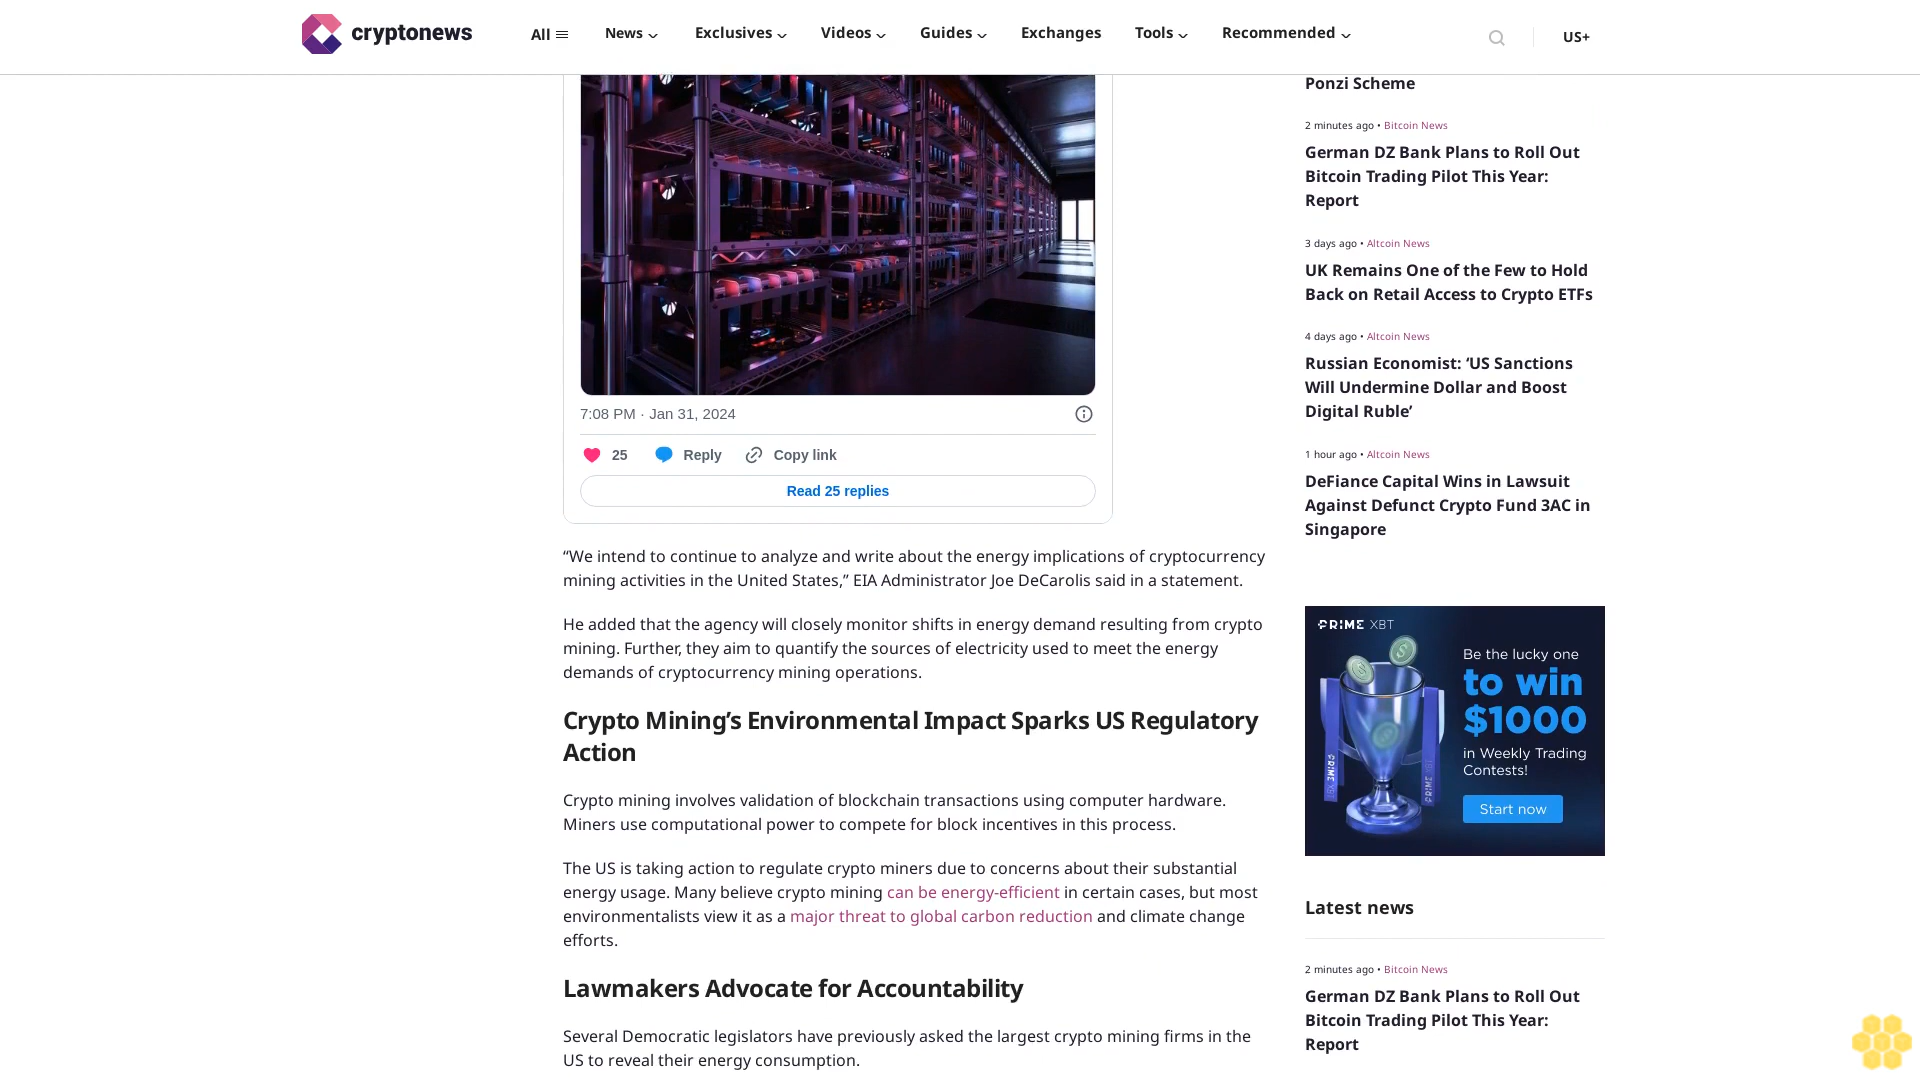 cryptonews
All
News
Exclusives
Videos
Guides
Exchanges
Tools
Recommended
US+
7:08 PM · Jan 31, 2024
25
Reply
Copy link
Read 25 replies
“We intend to continue to analyze and write about the energy implications of cryptocurrency
mining activities in the United States,” EIA Administrator Joe DeCarolis said in a statement.
He added that the agency will closely monitor shifts in energy demand resulting from crypto
mining. Further, they aim to quantify the sources of electricity used to meet the energy
demands of cryptocurrency mining operations.
Crypto Mining’s Environmental Impact Sparks US Regulatory
Action
Crypto mining involves validation of blockchain transactions using computer hardware.
Miners use computational power to compete for block incentives in this process.
The US is taking action to regulate crypto miners due to concerns about their substantial
energy usage. Many believe crypto mining can be energy-efficient in certain cases, but most
environmentalists view it as a major threat to global carbon reduction and climate change
efforts.
Lawmakers Advocate for Accountability
Several Democratic legislators have previously asked the largest crypto mining firms in the
US to reveal their energy consumption.
Ponzi Scheme
2 minutes ago • Bitcoin News
German DZ Bank Plans to Roll Out
Bitcoin Trading Pilot This Year:
Report
3 days ago • Altcoin News
UK Remains One of the Few to Hold
Back on Retail Access to Crypto ETFs
4 days ago • Altcoin News
Russian Economist: ‘US Sanctions
Will Undermine Dollar and Boost
Digital Ruble’
1 hour ago • Altcoin News
DeFiance Capital Wins in Lawsuit
Against Defunct Crypto Fund 3AC in
Singapore
PRIME XBT
Be the lucky one
to win
$1000
in Weekly Trading
Contests!
Start now
PRIME XBT
PRIME XBT
Latest news
2 minutes ago • Bitcoin News
German DZ Bank Plans to Roll Out
Bitcoin Trading Pilot This Year:
Report